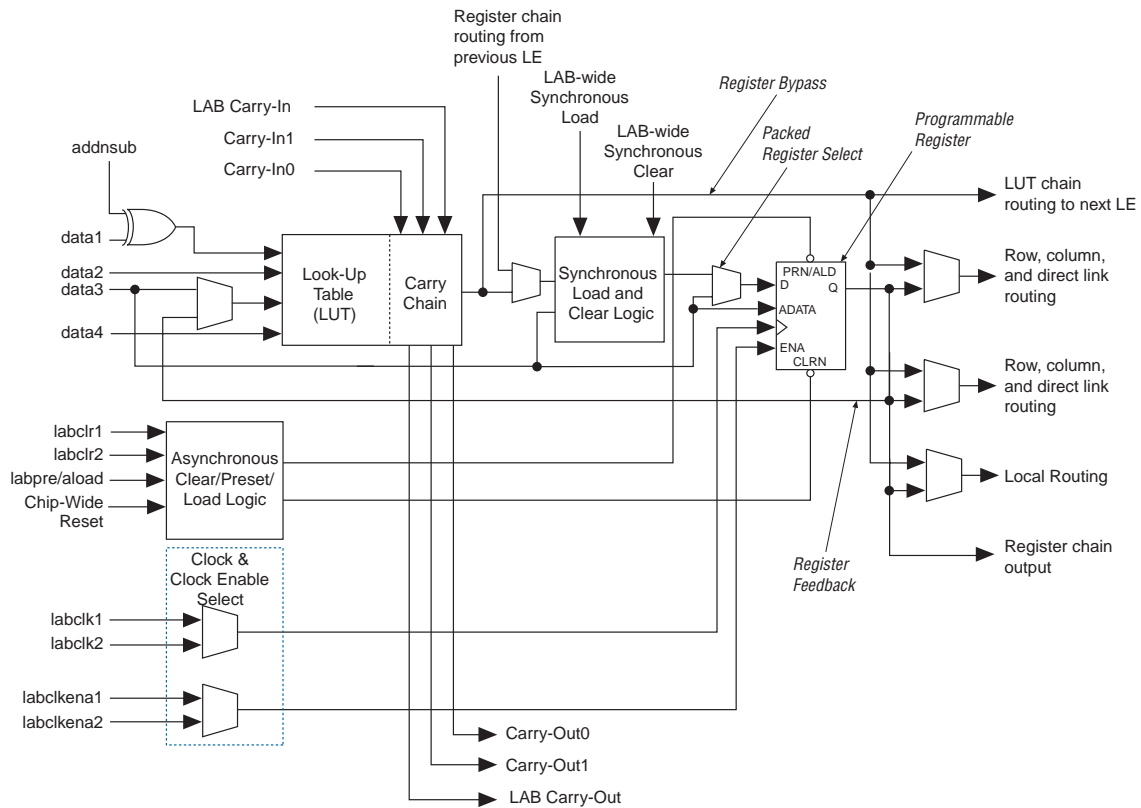 Register chain
routing from
previous LE
LAB-wide
Synchronous
Load
LAB-wide
Synchronous
Clear
Register Bypass
Packed
Register Select
Programmable
Register
LAB Carry-In
Carry-In1
Carry-In0
addnsub
data1
data2
data3
data4
Look-Up
Table
(LUT)
Carry
Chain
Synchronous
Load and
Clear Logic
PRN/ALD
D
Q
ADATA
ENA
CLRN
LUT chain
routing to next LE
Row, column,
and direct link
routing
Row, column,
and direct link
routing
Local Routing
Register chain
output
Register
Feedback
labclr1
labclr2
labpre/aload
Chip-Wide
Reset
Asynchronous
Clear/Preset/
Load Logic
Clock &
Clock Enable
Select
labclk1
labclk2
labclkena1
labclkena2
Carry-Out0
Carry-Out1
LAB Carry-Out